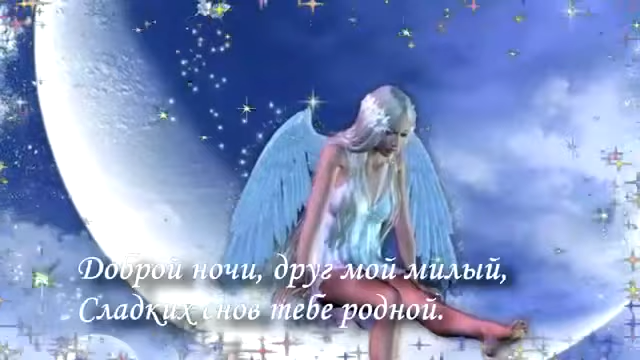 Доброй ночи, друг мой милый,
Сладких снов тебе родной.